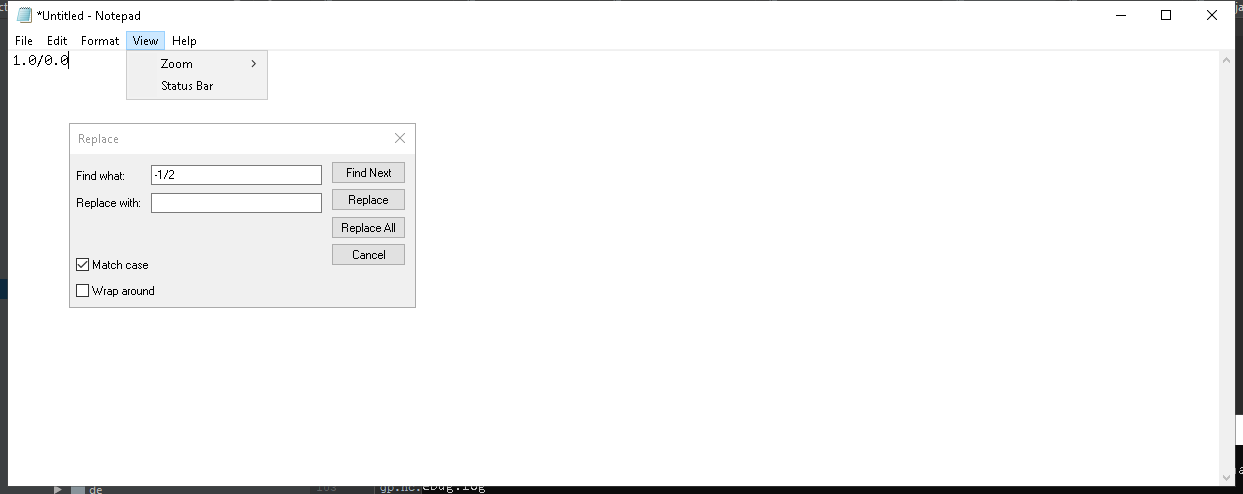 *Untitled - Notepad
File Edit Format View Help
1.0/0.0
Zoom
Status Bar
Replace
Find what: -1/2 Find Next
Replace with: Replace
Replace All
Cancel
Match case
Wrap around
de